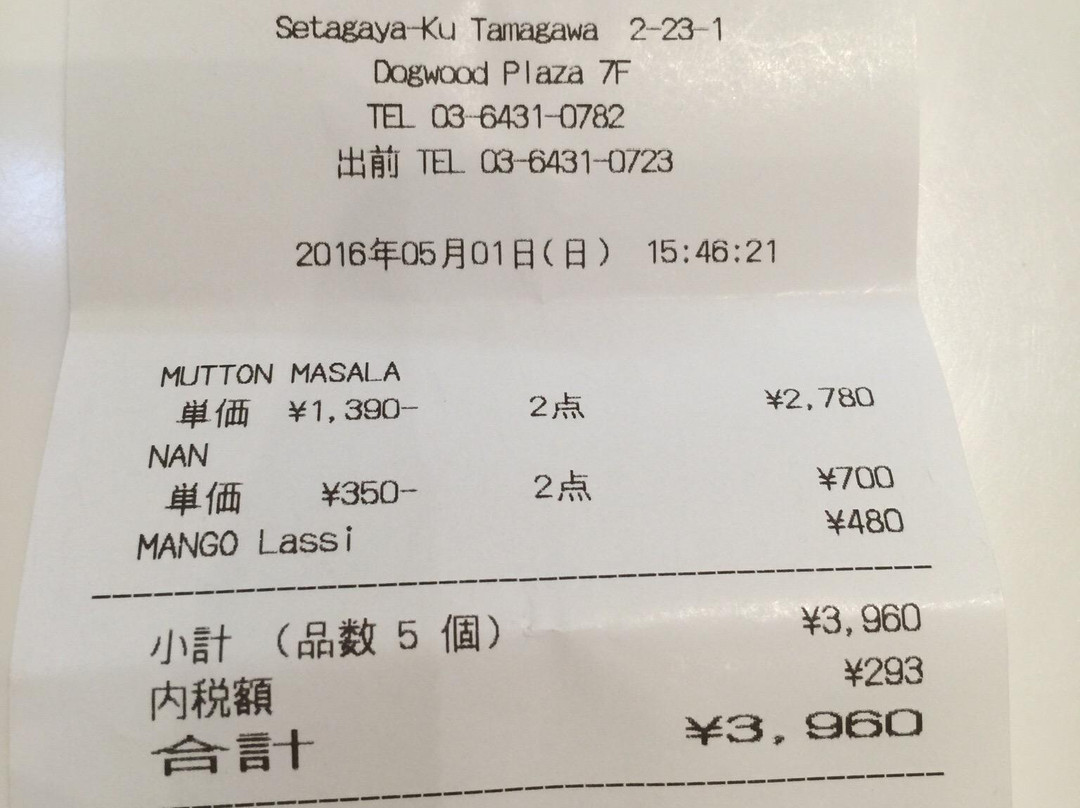 Setagaya-Ku Tamagawa 2-23-1
Dogwood Plaza 7F
TEL 03-6431-0782
出前 TEL 03-6431-0723
2016年05月01日(日) 15:46:21
MUTTON MASALA
単価 ¥1,390- 2点 ¥2,780
NAN
単価 ¥350- 2点 ¥700
MANGO Lassi ¥480
小計 (品数 5 個) ¥3,960
内税額 ¥293
合計 ¥3,960